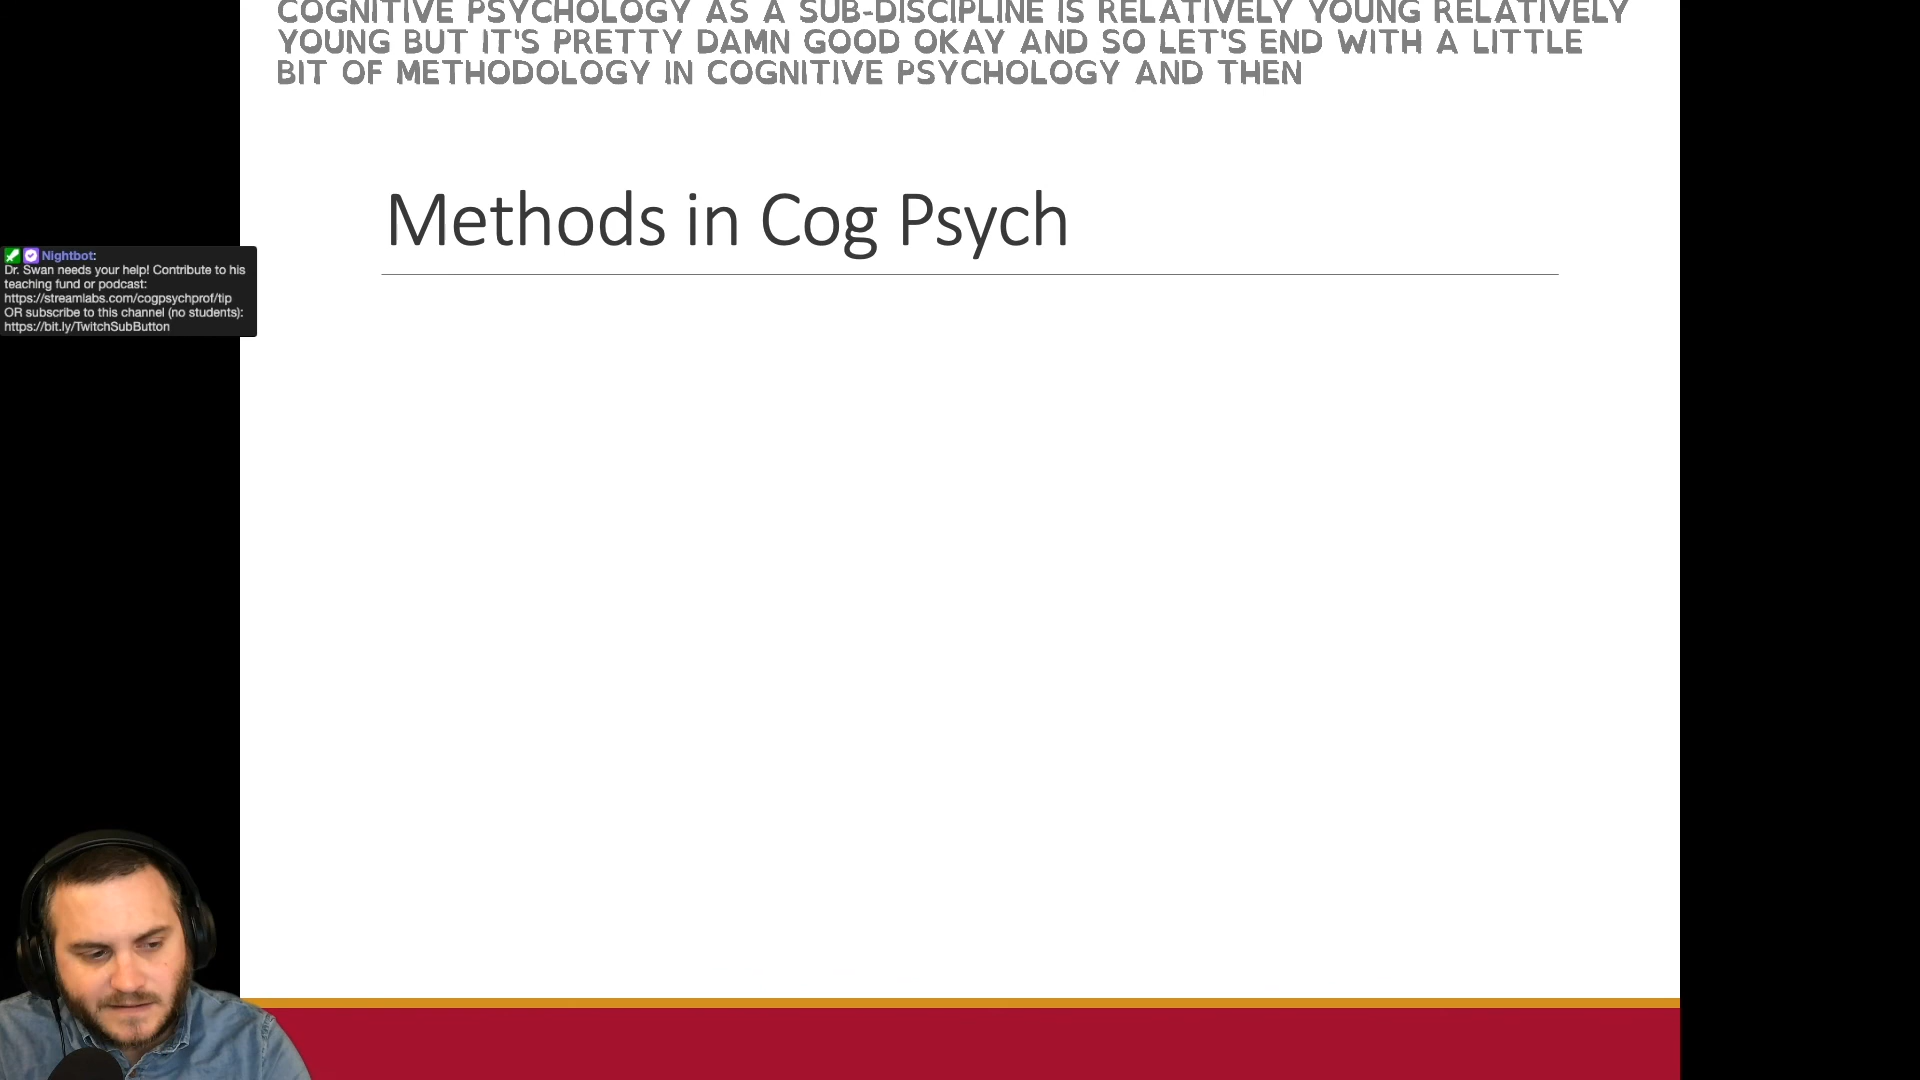 COGNITIVE PSYCHOLOGY AS A SUB-DISCIPLINE IS RELATIVELY YOUNG RELATIVELY
YOUNG BUT IT'S PRETTY DAMN GOOD OKAY AND SO LET'S END WITH A LITTLE
BIT OF METHODOLOGY IN COGNITIVE PSYCHOLOGY AND THEN
Methods in Cog Psych
Nightbot:
Dr. Swan needs your help! Contribute to his
teaching fund or podcast:
https://streamlabs.com/cogpsychprof/tip
OR subscribe to this channel (no students):
https://bit.ly/TwitchSubButton